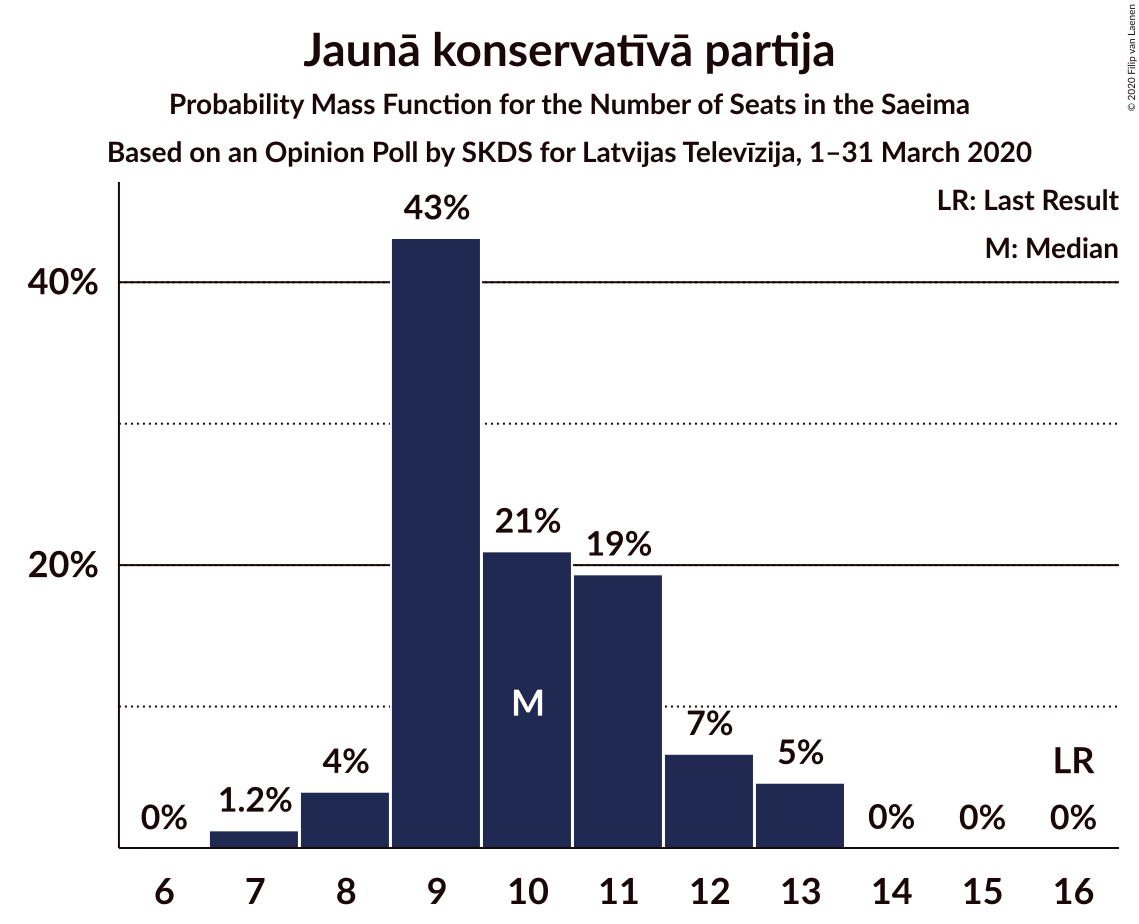 Jaunā konservatīvā partija
Probability Mass Function for the Number of Seats in the Saeima
Based on an Opinion Poll by SKDS for Latvijas Televīzija, 1–31 March 2020
© 2020 Filip van Laenen
LR: Last Result
M: Median
40%
20%
0%
1.2%
4%
43%
21%
19%
7%
5%
0%
0%
0%
LR
M
6 7 8 9 10 11 12 13 14 15 16